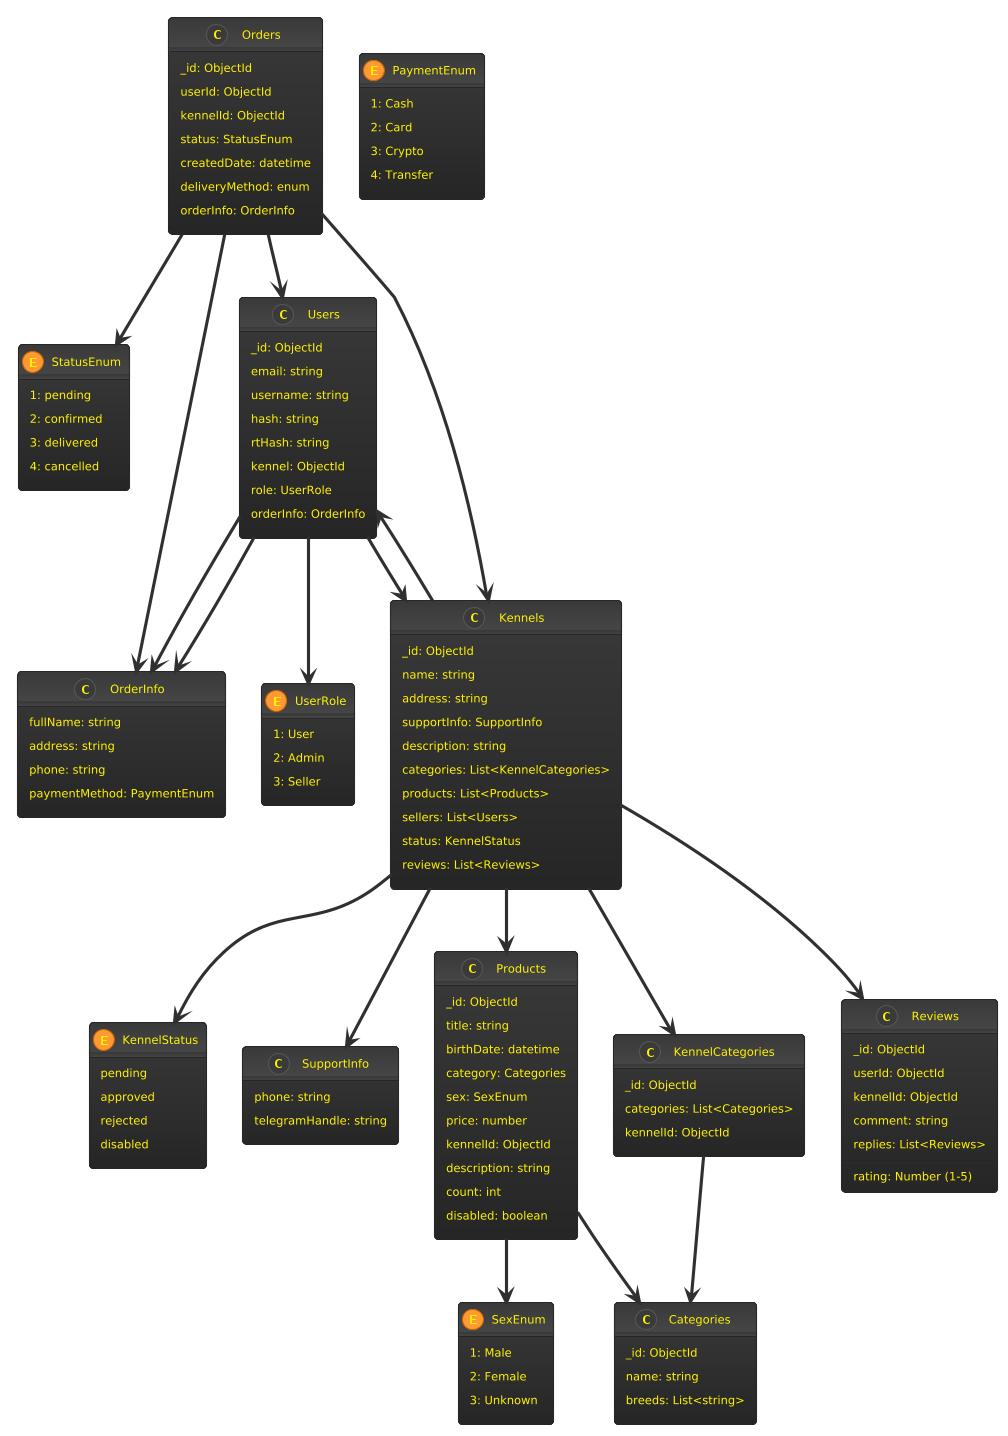 C Orders
_id: ObjectId
userId: ObjectId
kennelId: ObjectId
status: StatusEnum
createdDate: datetime
deliveryMethod: enum
orderInfo: OrderInfo
E PaymentEnum
1: Cash
2: Card
3: Crypto
4: Transfer
C Users
_id: ObjectId
email: string
username: string
hash: string
rtHash: string
kennel: ObjectId
role: UserRole
orderInfo: OrderInfo
E StatusEnum
1: pending
2: confirmed
3: delivered
4: cancelled
C Kennels
_id: ObjectId
name: string
address: string
supportInfo: SupportInfo
description: string
categories: List<KennelCategories>
products: List<Products>
sellers: List<Users>
status: KennelStatus
reviews: List<Reviews>
C OrderInfo
fullName: string
address: string
phone: string
paymentMethod: PaymentEnum
E UserRole
1: User
2: Admin
3: Seller
C Products
_id: ObjectId
title: string
birthDate: datetime
category: Categories
sex: SexEnum
price: number
kennelId: ObjectId
description: string
count: int
disabled: boolean
E KennelStatus
pending
approved
rejected
disabled
C SupportInfo
phone: string
telegramHandle: string
C KennelCategories
_id: ObjectId
categories: List<Categories>
kennelId: ObjectId
C Reviews
_id: ObjectId
userId: ObjectId
kennelId: ObjectId
comment: string
replies: List<Reviews>
rating: Number (1-5)
E SexEnum
1: Male
2: Female
3: Unknown
C Categories
_id: ObjectId
name: string
breeds: List<string>